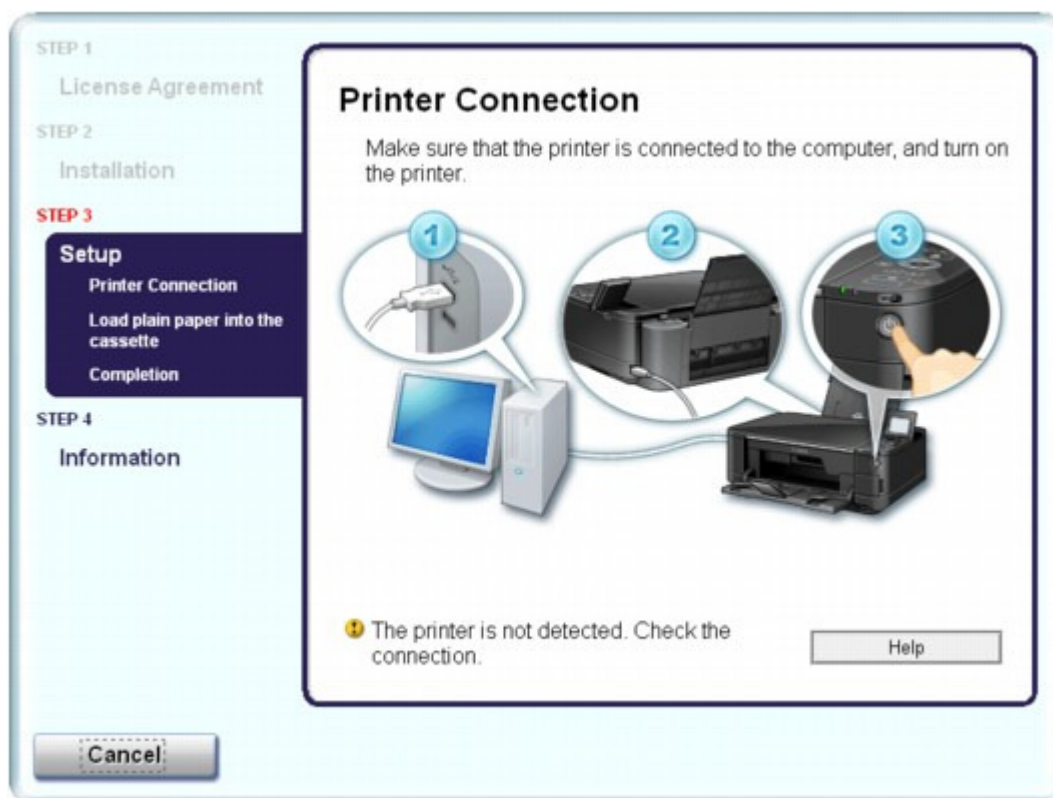 STEP 1
License Agreement
STEP 2
Installation
STEP 3
Setup
Printer Connection
Load plain paper into the
cassette
Completion
STEP 4
Information
Printer Connection
Make sure that the printer is connected to the computer, and turn on
the printer.
1
2
3
The printer is not detected. Check the
connection.
Help
Cancel